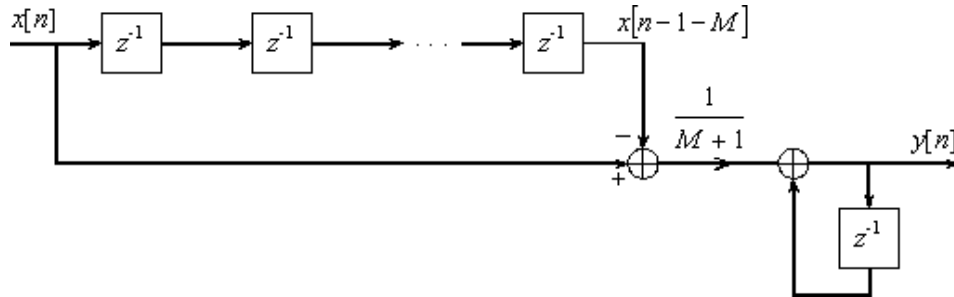 x[n]
z^-1
z^-1
· · ·
z^-1
x[n-1-M]
−
+
1
M + 1
y[n]
z^-1